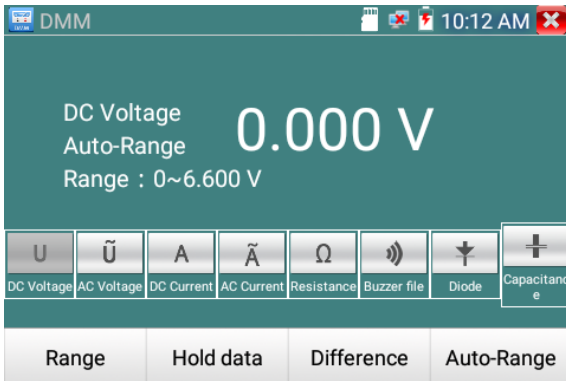 DMM
10:12 AM
DC Voltage
Auto-Range
0.000 V
Range : 0~6.600 V
U
Ũ
A
Ã
Ω
DC Voltage
AC Voltage
DC Current
AC Current
Resistance
Buzzer file
Diode
Capacitanc
e
Range
Hold data
Difference
Auto-Range